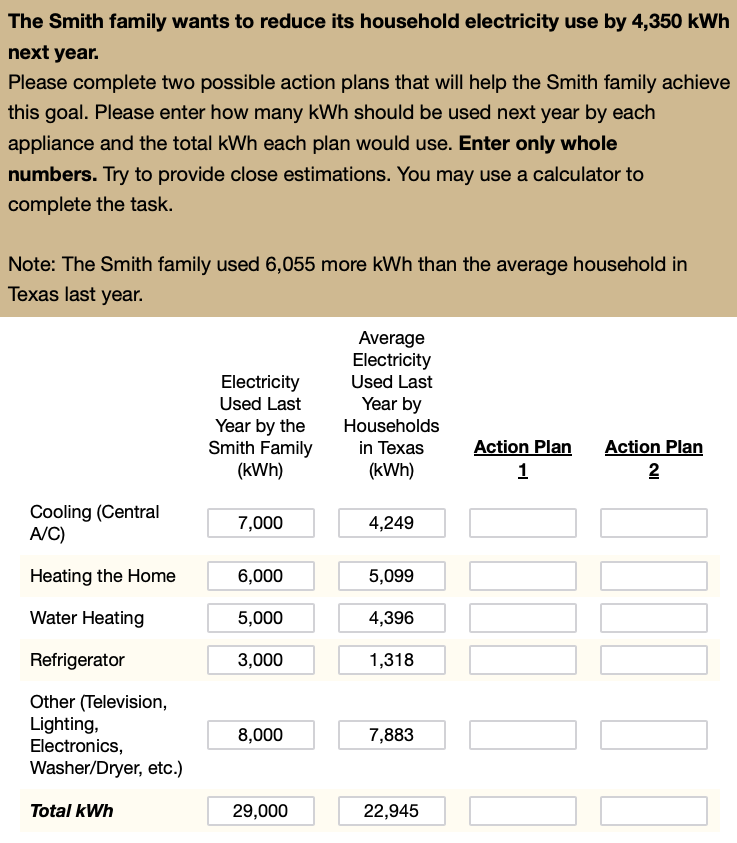 The Smith family wants to reduce its household electricity use by 4,350 kWh
next year.
Please complete two possible action plans that will help the Smith family achieve
this goal. Please enter how many kWh should be used next year by each
appliance and the total kWh each plan would use. Enter only whole
numbers. Try to provide close estimations. You may use a calculator to
complete the task.
Note: The Smith family used 6,055 more kWh than the average household in
Texas last year.
Electricity
Used Last
Year by the
Smith Family
(kWh)
Average
Electricity
Used Last
Year by
Households
in Texas
(kWh)
Action Plan
1
Action Plan
2
Cooling (Central
A/C)
7,000
4,249
Heating the Home
6,000
5,099
Water Heating
5,000
4,396
Refrigerator
3,000
1,318
Other (Television,
Lighting,
Electronics,
Washer/Dryer, etc.)
8,000
7,883
Total kWh
29,000
22,945